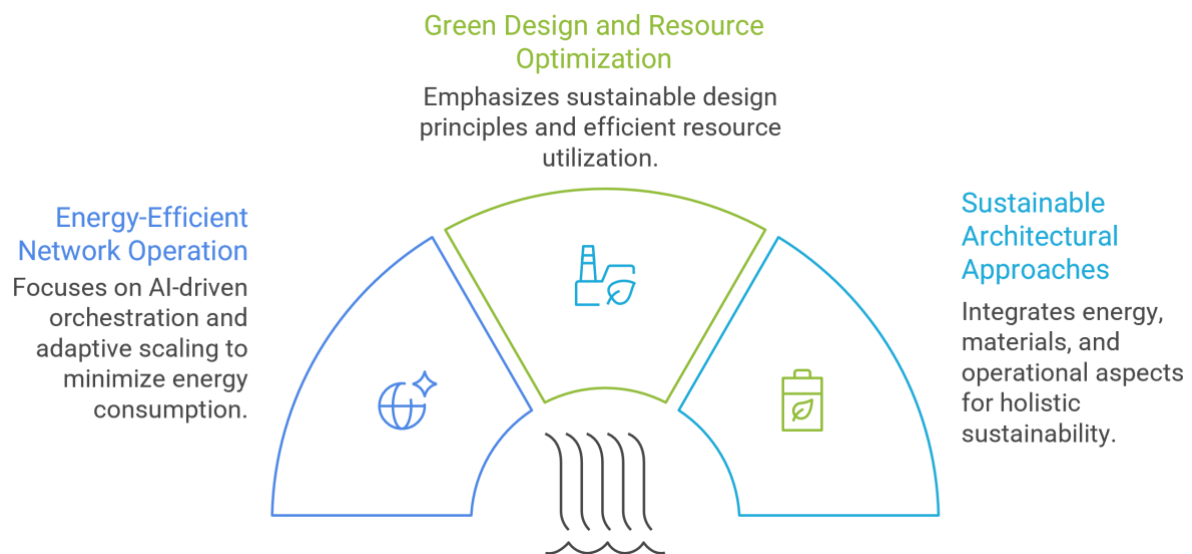 Green Design and Resource
Optimization
Emphasizes sustainable design
principles and efficient resource
utilization.
Energy-Efficient
Network Operation
Focuses on AI-driven
orchestration and
adaptive scaling to
minimize energy
consumption.
Sustainable
Architectural
Approaches
Integrates energy,
materials, and
operational aspects
for holistic
sustainability.